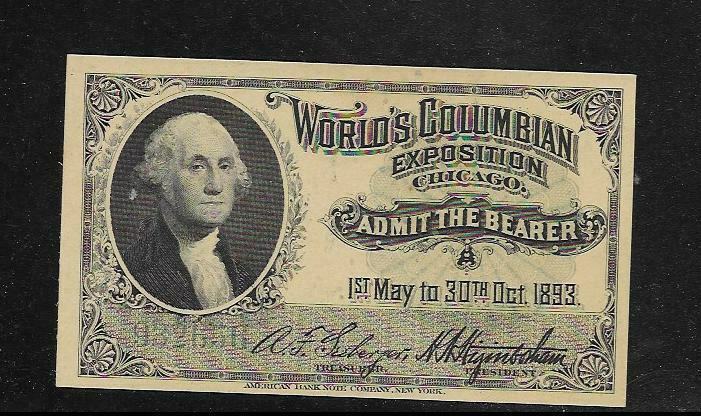 WORLD'S COLUMBIAN
EXPOSITION
CHICAGO.
ADMIT THE BEARER
A
1ST May to 30TH Oct. 1893.
TREASURER. PRESIDENT
AMERICAN BANK NOTE COMPANY, NEW YORK.